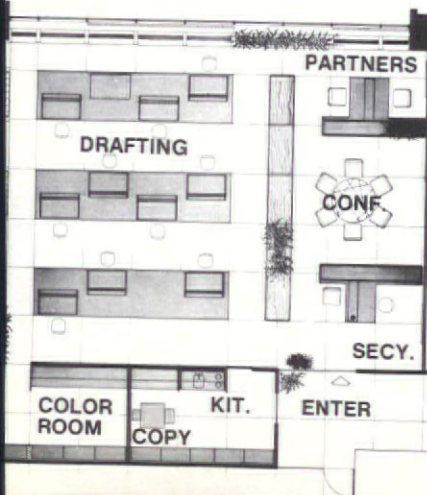 PARTNERS
DRAFTING
CONF.
SECY.
COLOR
ROOM
KIT.
COPY
ENTER